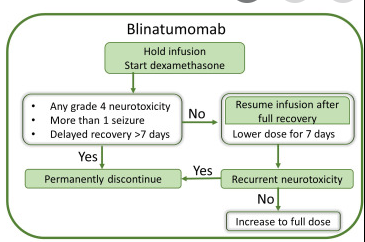 Blinatumomab
Hold infusion
Start dexamethasone
• Any grade 4 neurotoxicity
• More than 1 seizure
• Delayed recovery >7 days
No
Resume infusion after
full recovery
Lower dose for 7 days
Yes
Permanently discontinue
Yes
Recurrent neurotoxicity
No
Increase to full dose